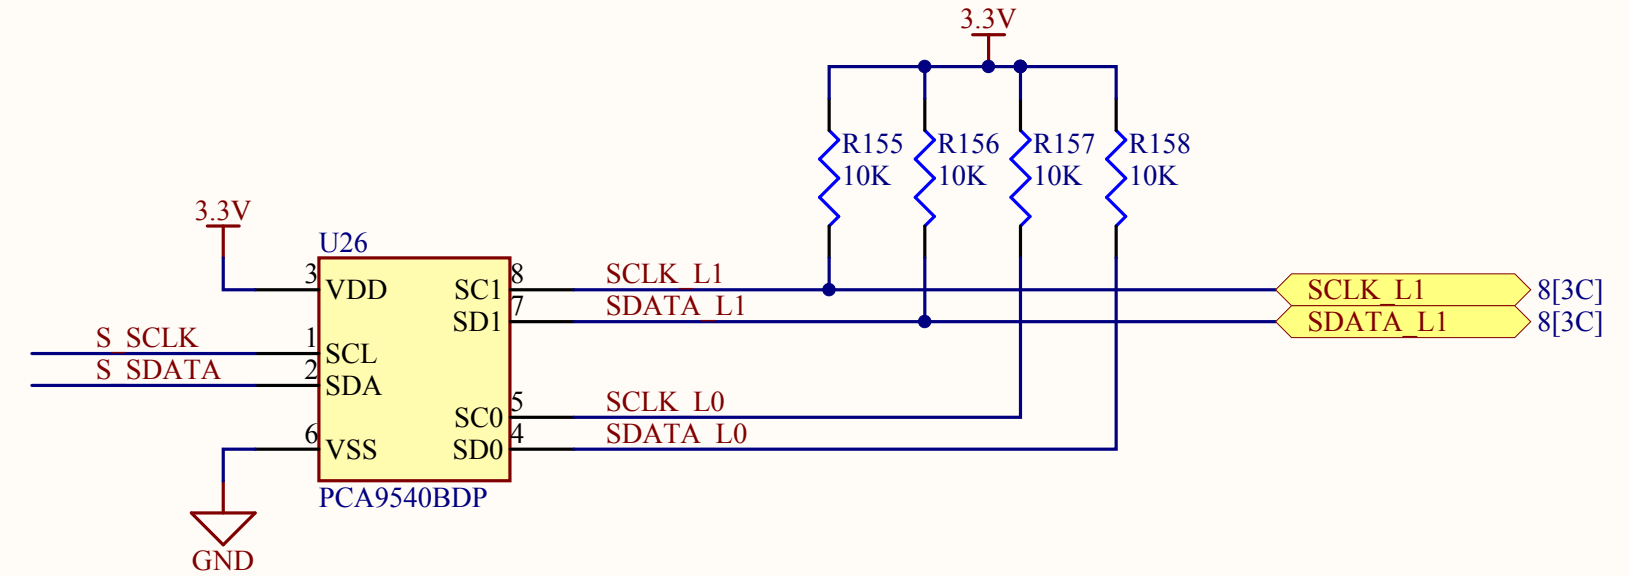 3.3V
R155
10K
R156
10K
R157
10K
R158
10K
3.3V
U26
3
VDD
1
SCL
2
SDA
6
VSS
SC1
8
SD1
7
SC0
5
SD0
4
S_SCLK
S_SDATA
SCLK_L1
SDATA_L1
SCLK_L0
SDATA_L0
SCLK_L1
8[3C]
SDATA_L1
8[3C]
PCA9540BDP
GND